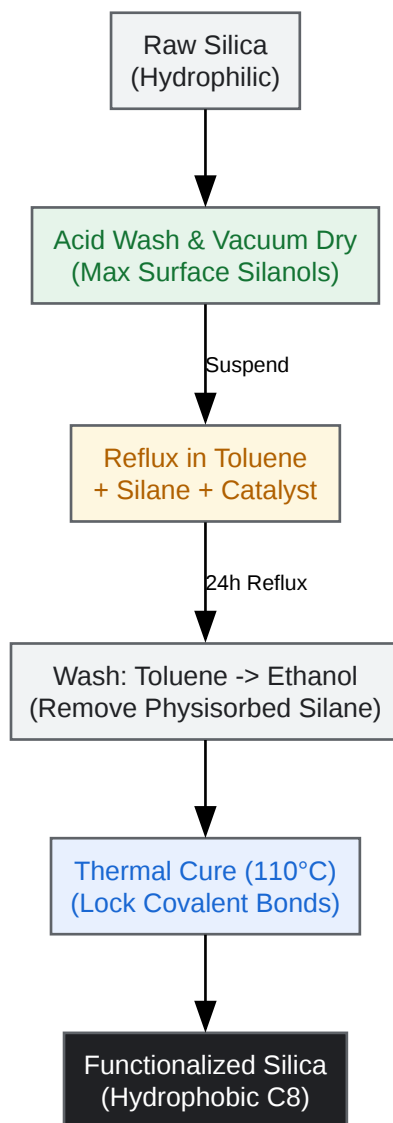 Raw Silica
(Hydrophilic)
Acid Wash & Vacuum Dry
(Max Surface Silanols)
Suspend
Reflux in Toluene
+ Silane + Catalyst
24h Reflux
Wash: Toluene -> Ethanol
(Remove Physisorbed Silane)
Thermal Cure (110°C)
(Lock Covalent Bonds)
Functionalized Silica
(Hydrophobic C8)